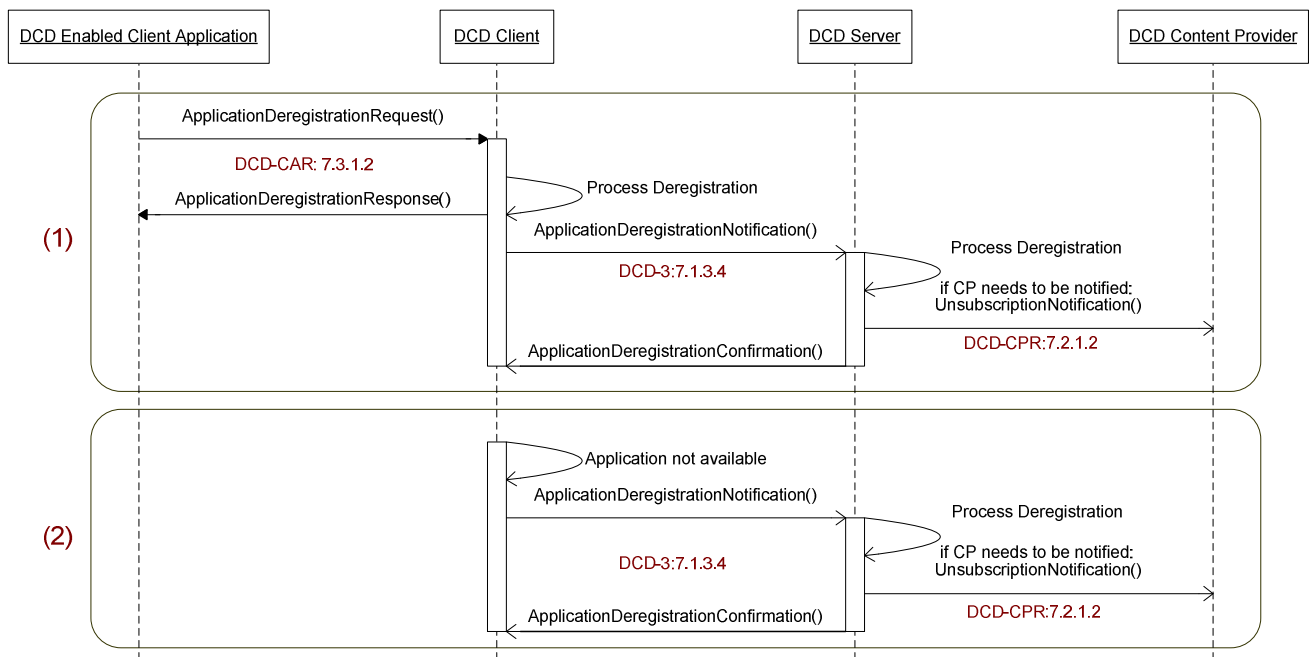 DCD Enabled Client Application
DCD Client
DCD Server
DCD Content Provider
(1)
ApplicationDeregistrationRequest()
DCD-CAR: 7.3.1.2
Process Deregistration
ApplicationDeregistrationResponse()
ApplicationDeregistrationNotification()
DCD-3:7.1.3.4
Process Deregistration
if CP needs to be notified:
UnsubscriptionNotification()
DCD-CPR:7.2.1.2
ApplicationDeregistrationConfirmation()
(2)
Application not available
ApplicationDeregistrationNotification()
DCD-3:7.1.3.4
Process Deregistration
if CP needs to be notified:
UnsubscriptionNotification()
DCD-CPR:7.2.1.2
ApplicationDeregistrationConfirmation()